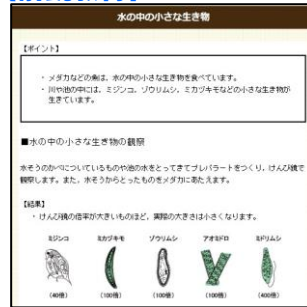 水の中の小さな生き物
【ポイント】
・メダカなどの魚は、水の中の小さな生き物を食べています。
・川や池の中には、ミジンコ、ゾウリムシ、ミカヅキモなどの小さな生き物が
生きています。
■水の中の小さな生き物の観察
水そうのかべについているものや池の水をとってきてプレパラートをつくり、けんび鏡で
観察します。また、水そうからとったものをメダカにあたえます。
【結果】
・けんび鏡の倍率が大きいものほど、実際の大きさは小さくなります。
ミジンコ ミカヅキモ ゾウリムシ アオミドロ ミドリムシ
(40倍) (100倍) (100倍) (100倍) (400倍)